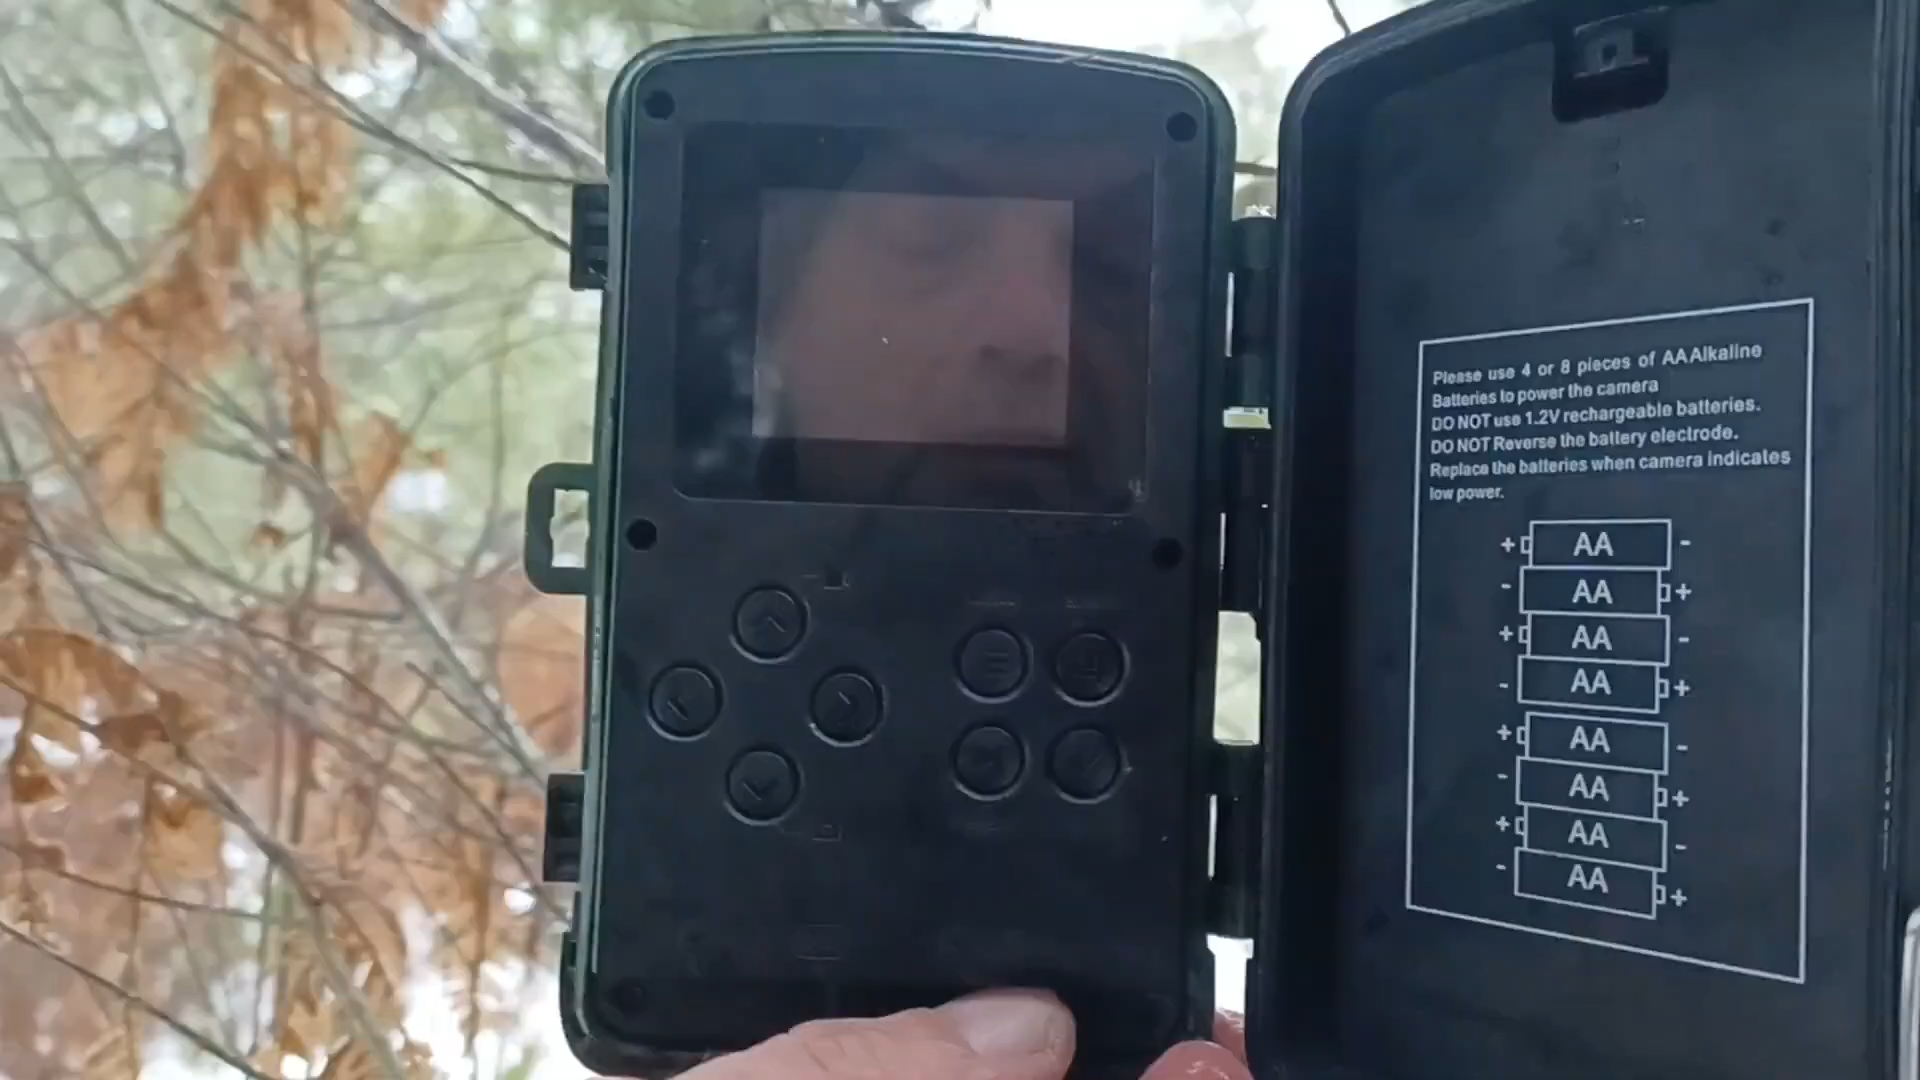 Please use 4 or 8 pieces of AA Alkaline
Batteries to power the camera
DO NOT use 1.2V rechargeable batteries.
DO NOT Reverse the battery electrode.
Replace the batteries when camera indicates
low power.
+ AA -
- AA +
+ AA -
- AA +
+ AA -
- AA +
+ AA -
- AA +